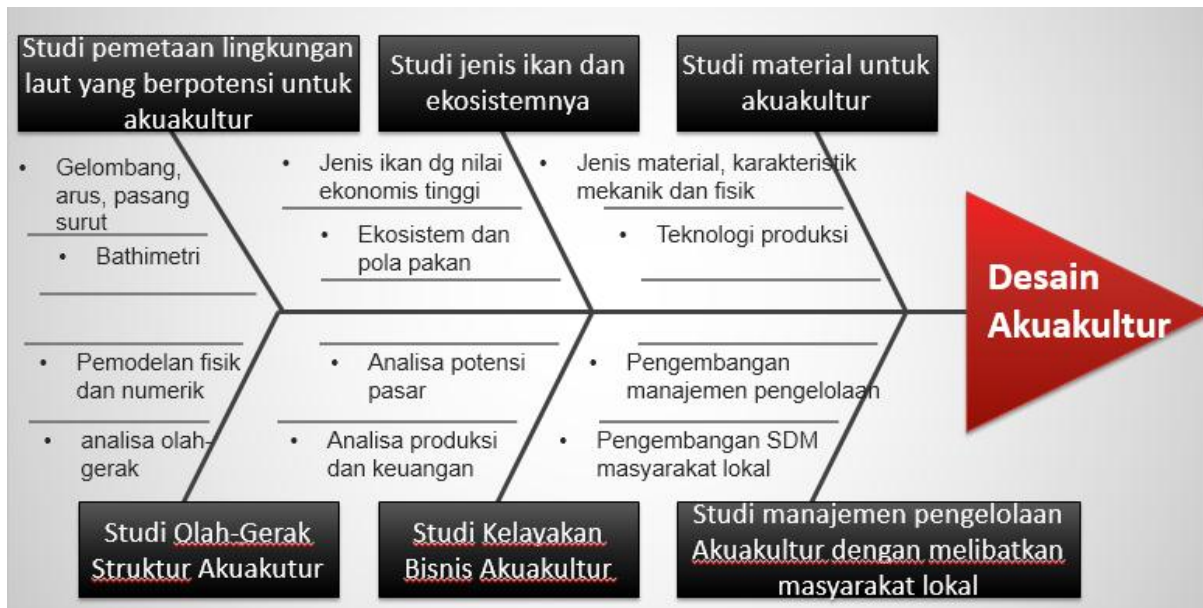 Studi pemetaan lingkungan
laut yang berpotensi untuk
akuakultur
Studi jenis ikan dan
ekosistemnya
Studi material untuk
akuakultur
• Gelombang,
arus, pasang
surut
• Bathimetri
• Jenis ikan dg nilai
ekonomis tinggi
• Ekosistem dan
pola pakan
• Jenis material, karakteristik
mekanik dan fisik
• Teknologi produksi
Desain
Akuakultur
• Pemodelan fisik
dan numerik
• analisa olah-
gerak
• Analisa potensi
pasar
• Analisa produksi
dan keuangan
• Pengembangan
manajemen pengelolaan
• Pengembangan SDM
masyarakat lokal
Studi Olah-Gerak
Struktur Akuakutur
Studi Kelayakan
Bisnis Akuakultur
Studi manajemen pengelolaan
Akuakultur dengan melibatkan
masyarakat lokal